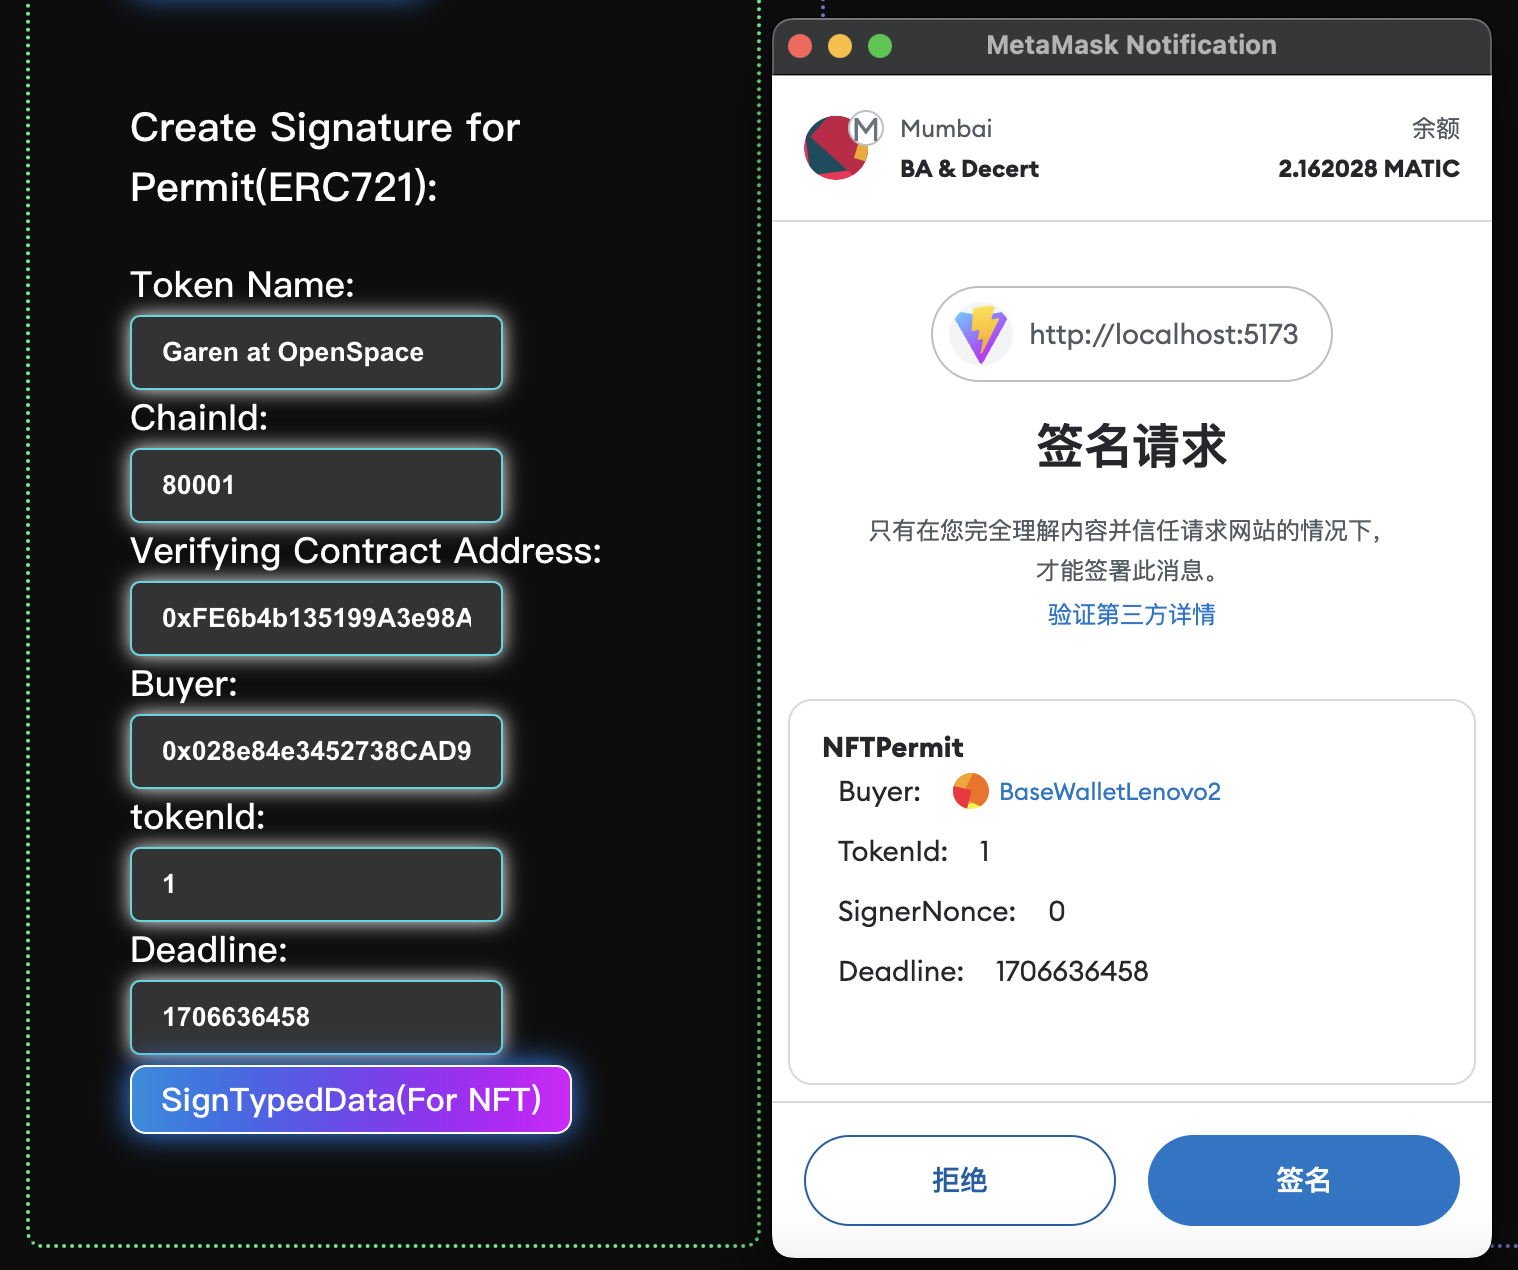 Create Signature for
Permit(ERC721):
Token Name:
Garen at OpenSpace
ChainId:
80001
Verifying Contract Address:
0xFE6b4b135199A3e98A
Buyer:
0x028e84e3452738CAD9
tokenId:
1
Deadline:
1706636458
SignTypedData(For NFT)
MetaMask Notification
M
Mumbai
余额
BA & Decert
2.162028 MATIC
http://localhost:5173
签名请求
只有在您完全理解内容并信任请求网站的情况下，
才能签署此消息。
验证第三方详情
NFTPermit
Buyer: BaseWalletLenovo2
TokenId: 1
SignerNonce: 0
Deadline: 1706636458
拒绝
签名